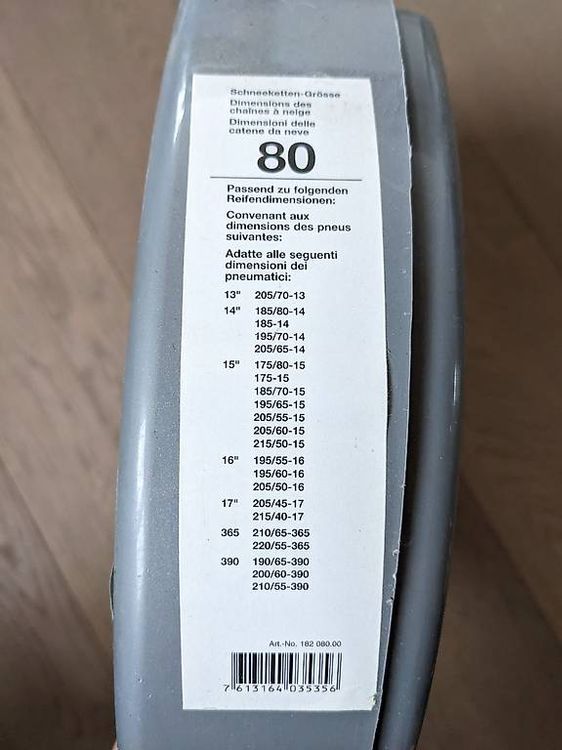 Schneeketten-Grösse
Dimensions des
chaînes à neige
Dimensioni delle
catene da neve
80
Passend zu folgenden
Reifendimensionen:
Convenant aux
dimensions des pneus
suivantes:
Adatte alle seguenti
dimensioni dei
pneumatici:
13" 205/70-13
14" 185/80-14
185-14
195/70-14
205/65-14
15" 175/80-15
175-15
185/70-15
195/65-15
205/55-15
205/60-15
215/50-15
16" 195/55-16
195/60-16
205/50-16
17" 205/45-17
215/40-17
365 210/65-365
220/55-365
390 190/65-390
200/60-390
210/55-390
Art.-No. 182 080.00
7 613164 035356